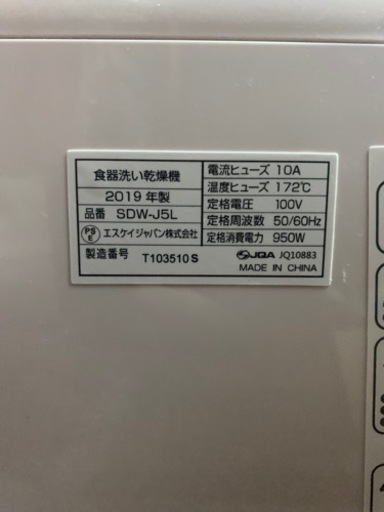 食器洗い乾燥機
2019 年製
品番 SDW-J5L
PS E エスケイジャパン株式会社
製造番号 T103510 S
電流ヒューズ 10A
温度ヒューズ 172℃
定格電圧 100V
定格周波数 50/60Hz
定格消費電力 950W
JQA JQ10883
MADE IN CHINA